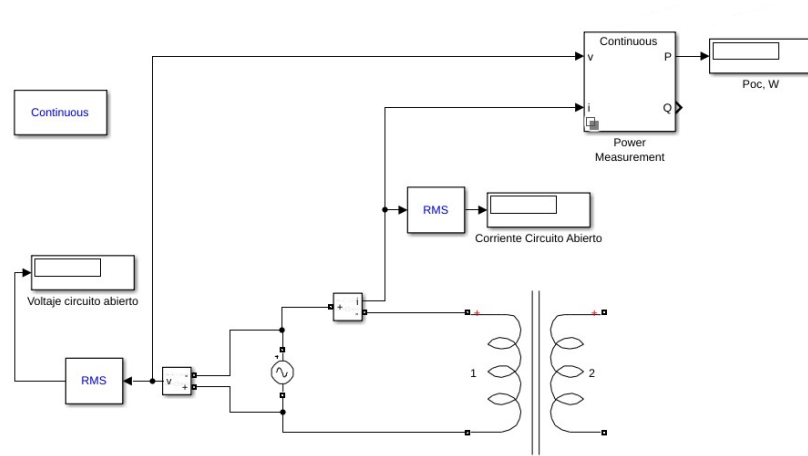 Continuous
v
P
i
Q
Poc, W
Power
Measurement
Continuous
RMS
Corriente Circuito Abierto
Voltaje circuito abierto
+
i
-
+
+
RMS
v
-
+
+
1
2